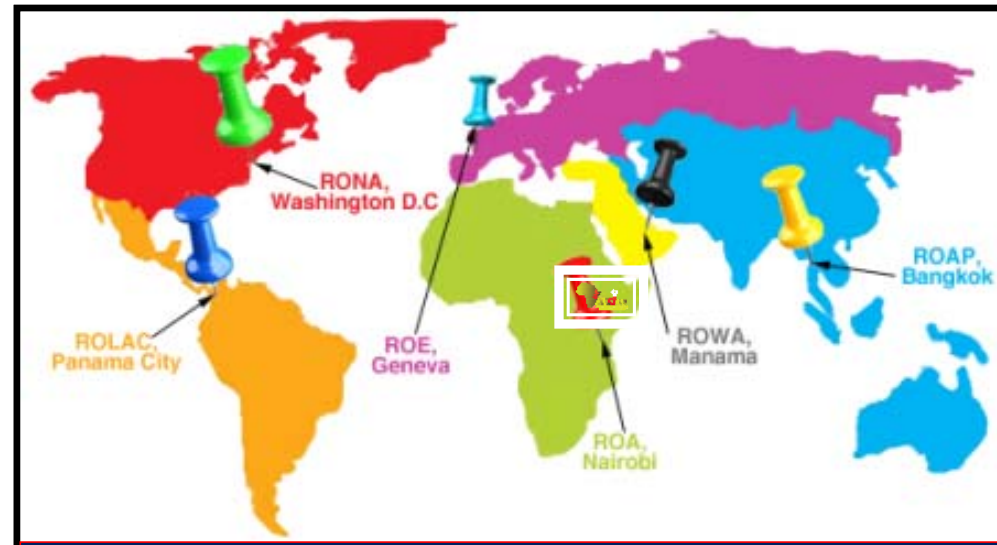 RONA,
Washington D.C
ROAP,
Bangkok
ROLAC,
Panama City
ROE,
Geneva
ROWA,
Manama
ROA,
Nairobi